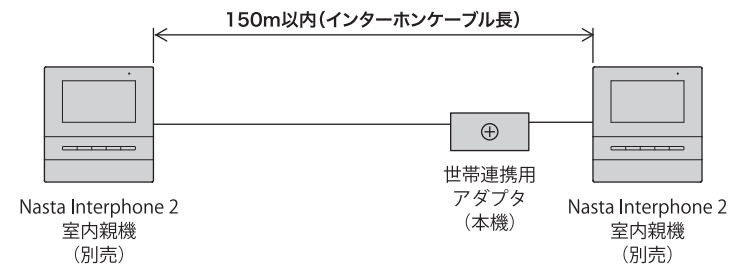 150m以内（インターホンケーブル長）
Nasta Interphone 2
室内親機
（別売）
世帯連携用
アダプタ
（本機）
Nasta Interphone 2
室内親機
（別売）